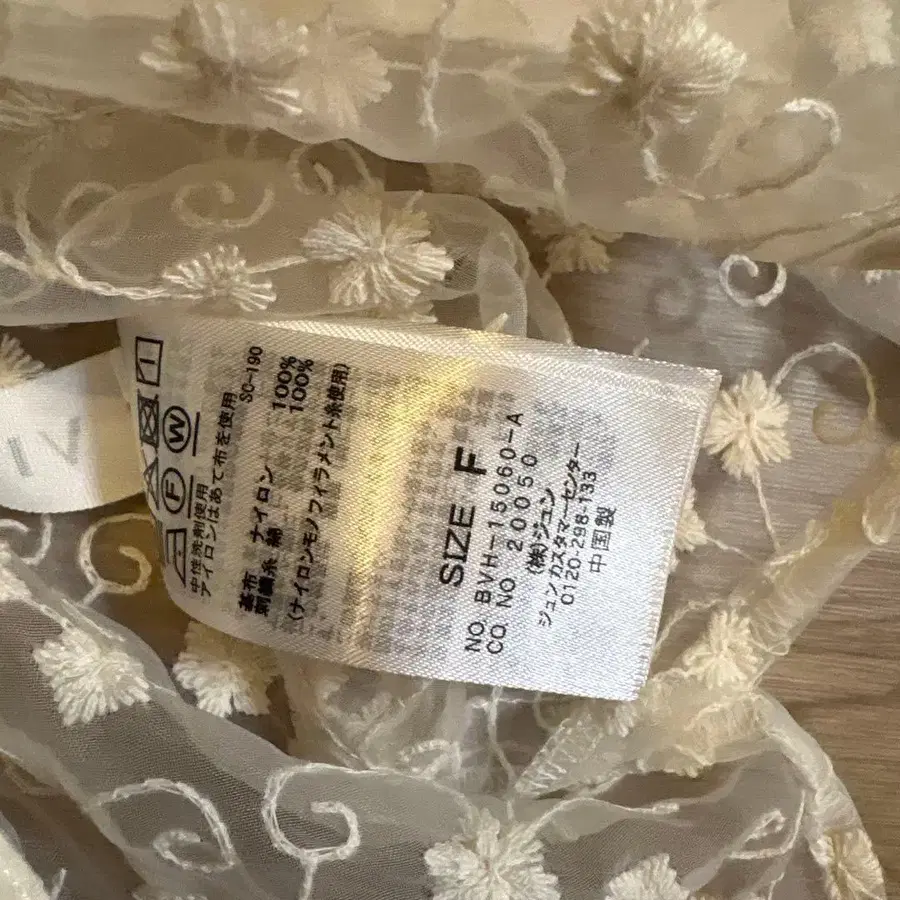 中性洗剤使用
アイロンはあて布を使用
SC-190
基布 ナイロン 100%
刺繍糸 綿 100%
(ナイロンモノフィラメント糸使用)
SIZE F
NO. BVH-15060-A
CO. NO 20050
(株)ジュン
ジュンカスタマーセンター
0120-298-133
中国製
F
W